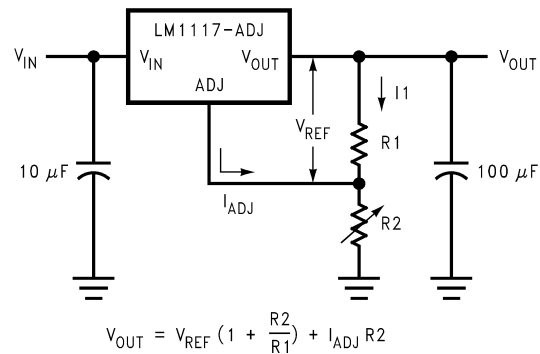 LM1117-ADJ
V_IN
V_IN
V_OUT
V_OUT
ADJ
I1
V_REF
R1
10 μF
100 μF
I_ADJ
R2
V_OUT = V_REF (1 + R2/R1) + I_ADJ R2